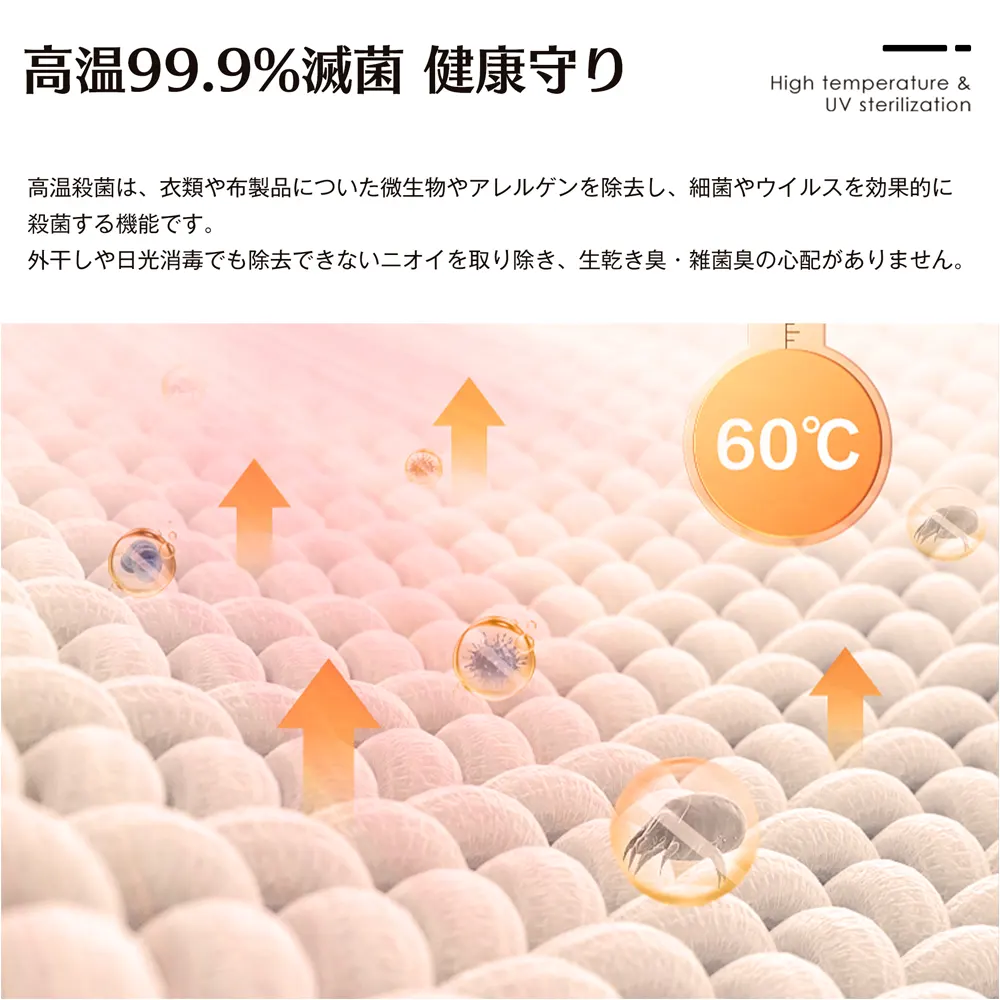 高温99.9%滅菌 健康守り
High temperature &
UV sterilization
高温殺菌は、衣類や布製品についた微生物やアレルゲンを除去し、細菌やウイルスを効果的に
殺菌する機能です。
外干しや日光消毒でも除去できないニオイを取り除き、生乾き臭・雑菌臭の心配がありません。
60℃